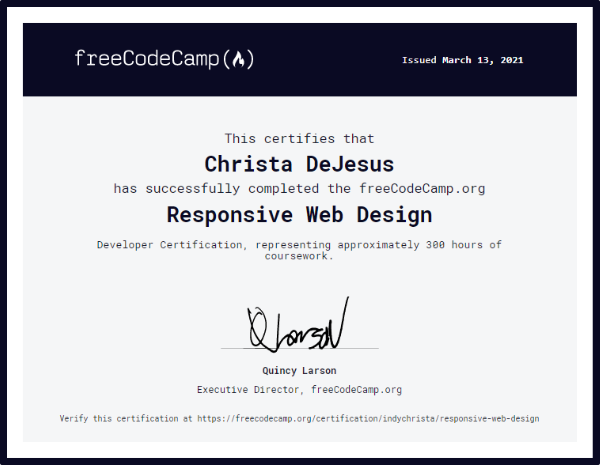 freeCodeCamp(🔥)
Issued March 13, 2021
This certifies that
Christa DeJesus
has successfully completed the freeCodeCamp.org
Responsive Web Design
Developer Certification, representing approximately 300 hours of
coursework.
Q Larson
Quincy Larson
Executive Director, freeCodeCamp.org
Verify this certification at https://freecodecamp.org/certification/indychrista/responsive-web-design